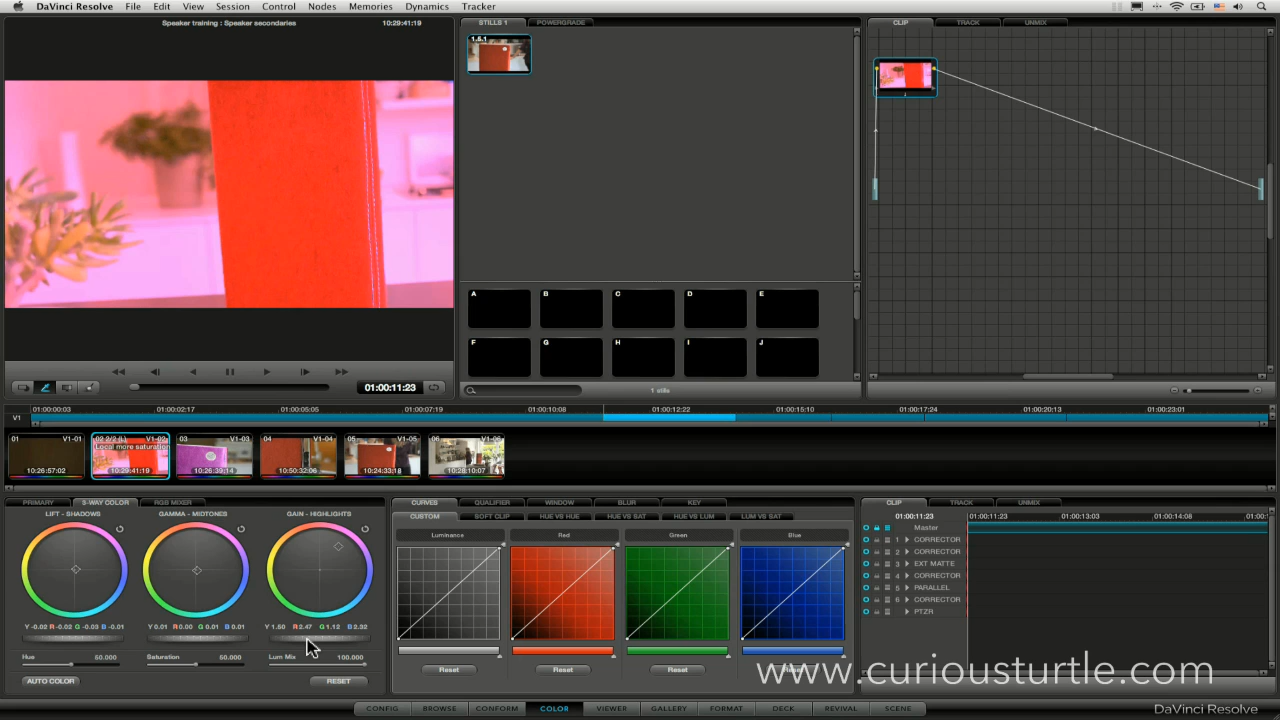 DaVinci Resolve File Edit View Session Control Nodes Memories Dynamics Tracker
Speaker training : Speaker secondaries 10:29:41:19
STILLS 1 POWERGRADE
CLIP TRACK UNMIX
1.5.1
A B C D E
F G H I J
01:00:11:23
1 stills
01:00:00:03 01:00:02:17 01:00:05:05 01:00:07:19 01:00:10:08 01:00:12:22 01:00:15:10 01:00:17:24 01:00:20:13 01:00:23:01
V1
01 V1-01 02 2/2 (L) V1-02 03 V1-03 04 V1-04 05 V1-05 06 V1-06
Local more saturation
10:26:57:02 10:29:41:19 10:26:39:14 10:50:32:06 10:24:33:18 10:28:10:07
PRIMARY 3-WAY COLOR RGB MIXER
LIFT - SHADOWS GAMMA - MIDTONES GAIN - HIGHLIGHTS
Y -0.02 R -0.02 G -0.03 B -0.01 Y 0.01 R 0.00 G 0.01 B 0.01 Y 1.50 R 2.47 G 1.12 B 2.32
Hue 50.000 Saturation 50.000 Lum Mix 100.000
AUTO COLOR RESET
CURVES QUALIFIER WINDOW BLUR KEY
CUSTOM SOFT CLIP HUE VS HUE HUE VS SAT HUE VS LUM LUM VS SAT
Luminance Red Green Blue
Reset Reset Reset
CLIP TRACK UNMIX
01:00:11:23 01:00:11:23 01:00:13:03 01:00:14:08 01:00:
Master
1 CORRECTOR
2 CORRECTOR
3 EXT MATTE
4 CORRECTOR
5 PARALLEL
6 CORRECTOR
PTZR
www.curiousturtle.com
CONFIG BROWSE CONFORM COLOR VIEWER GALLERY FORMAT DECK REVIVAL SCENE
DaVinci Resolve